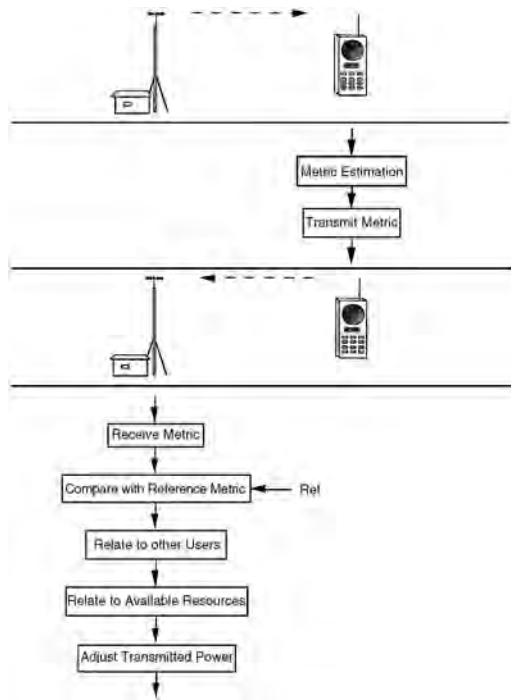 Metric Estimation
Transmit Metric
Receive Metric
Compare with Reference Metric
Ref
Relate to other Users
Relate to Available Resources
Adjust Transmitted Power